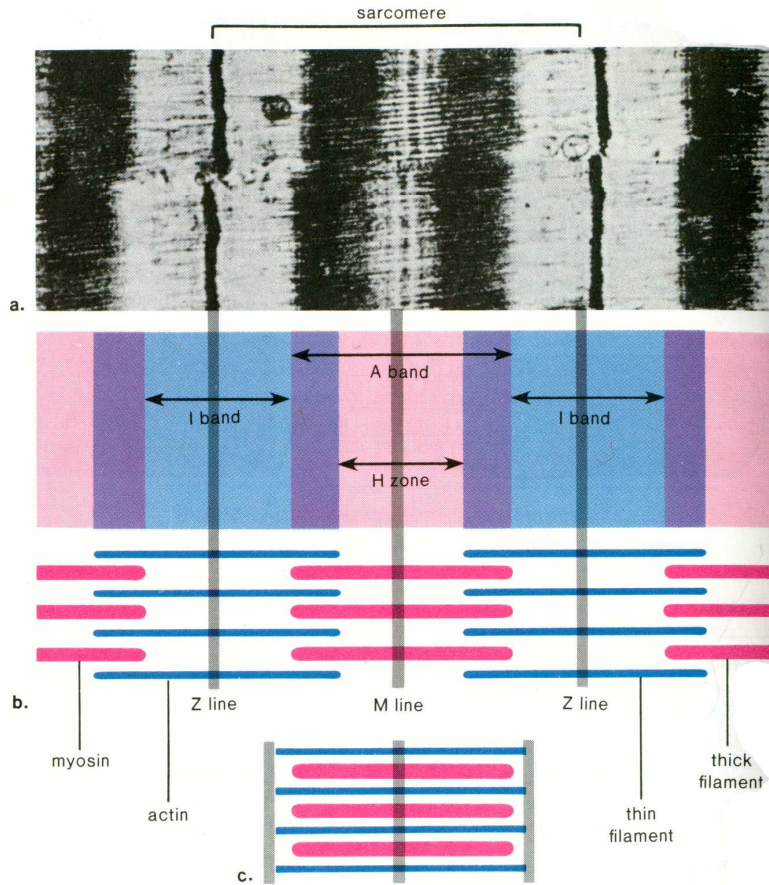 sarcomere
a.
A band
I band
I band
H zone
b.
Z line
M line
Z line
myosin
thick
filament
actin
thin
filament
c.